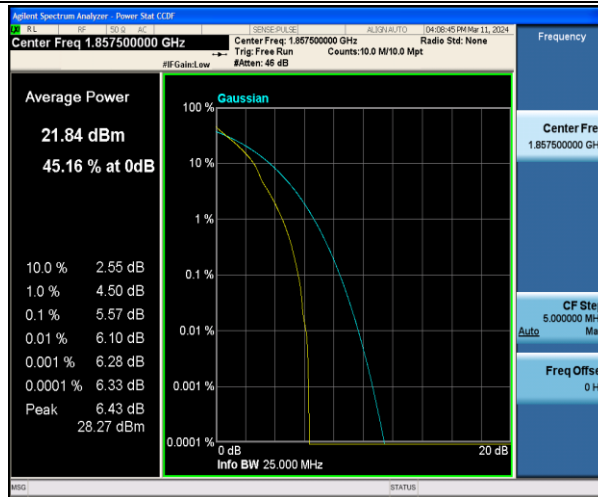 Agilent Spectrum Analyzer - Power Stat CCDF
RL RF 50 Ω AC SENSE:PULSE ALIGN AUTO 04:08:45 PM Mar 11, 2024
Center Freq 1.857500000 GHz Center Freq: 1.857500000 GHz Radio Std: None Frequency
Trig: Free Run Counts:10.0 M/10.0 Mpt
#IFGain:Low #Atten: 46 dB
Average Power
21.84 dBm
45.16 % at 0dB
10.0 % 2.55 dB
1.0 % 4.50 dB
0.1 % 5.57 dB
0.01 % 6.10 dB
0.001 % 6.28 dB
0.0001 % 6.33 dB
Peak 6.43 dB
28.27 dBm
Gaussian
100 %
10 %
1 %
0.1 %
0.01 %
0.001 %
0.0001 %
0 dB 20 dB
Info BW 25.000 MHz
Center Fre
1.857500000 GH
CF Ste
5.000000 MH
Auto Ma
Freq Offse
0 H
MSG STATUS